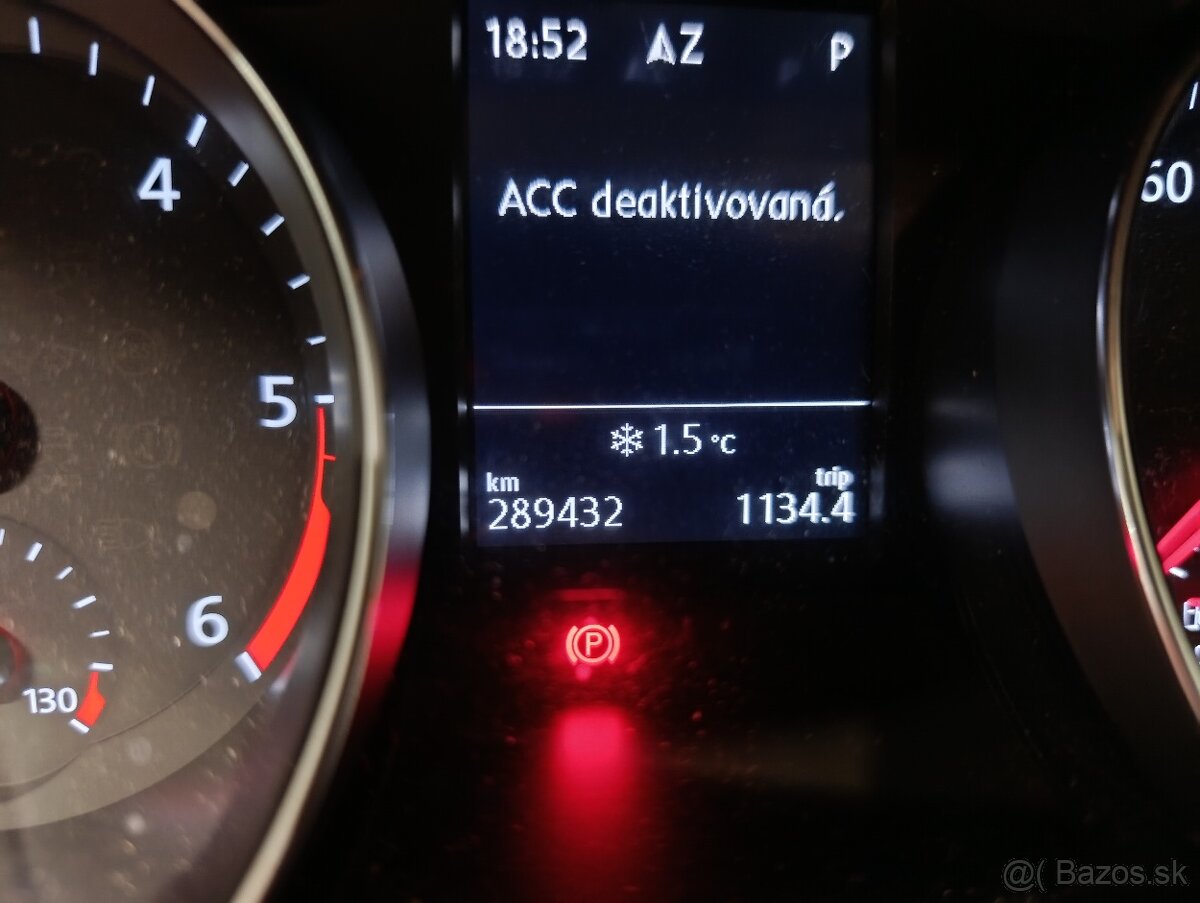 18:52 AZ P
ACC deaktivovaná.
1.5 °C
km trip
289432 1134.4
4
5
6
130
60
P
@( Bazos.sk